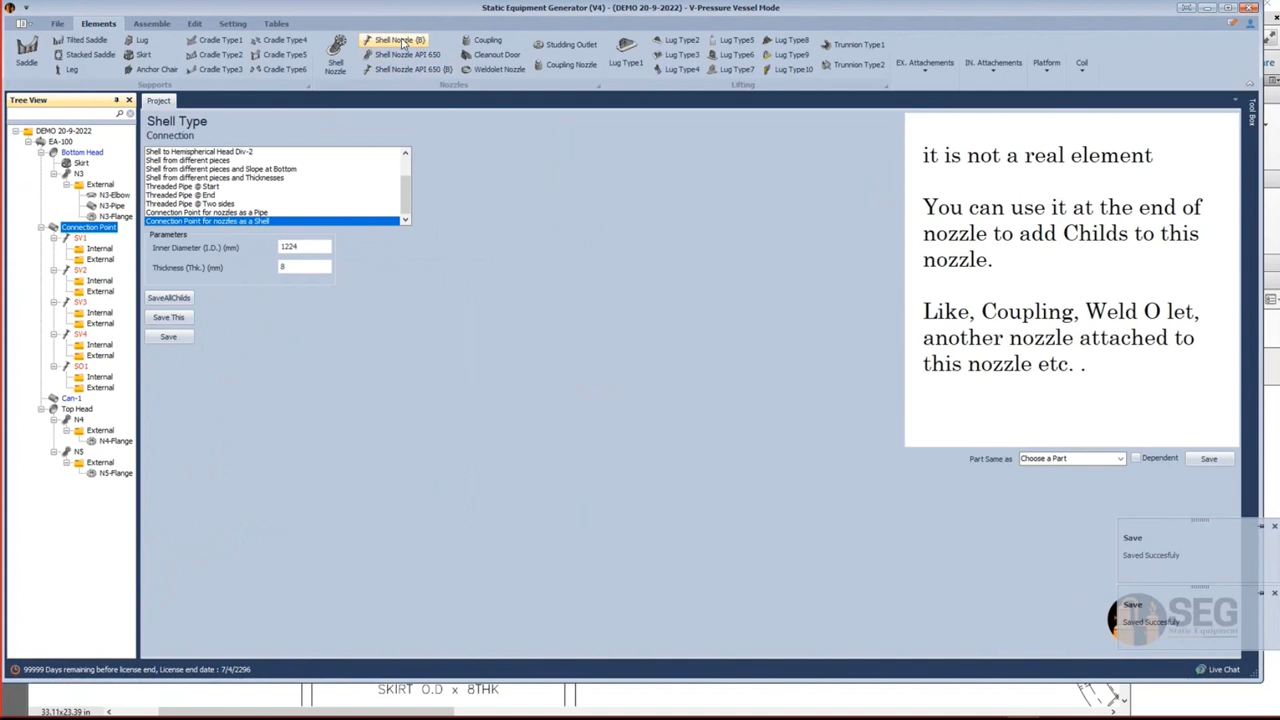 Static Equipment Generator (V4) - (DEMO 20-9-2022) - V-Pressure Vessel Mode
File Elements Assemble Edit Setting Tables
Saddle
Tilted Saddle
Stacked Saddle
Leg
Lug
Skirt
Anchor Chair
Cradle Type1
Cradle Type2
Cradle Type3
Cradle Type4
Cradle Type5
Cradle Type6
Supports
Shell
Nozzle
Shell Nozzle (B)
Shell Nozzle API 650
Shell Nozzle API 650 (B)
Coupling
Cleanout Door
Weldolet Nozzle
Studding Outlet
Coupling Nozzle
Nozzles
Lug Type1
Lug Type2
Lug Type3
Lug Type4
Lug Type5
Lug Type6
Lug Type7
Lug Type8
Lug Type9
Lug Type10
Trunnion Type1
Trunnion Type2
Lifting
EX. Attachements
IN. Attachements
Platform
Coil
Tree View
DEMO 20-9-2022
EA-100
Bottom Head
Skirt
N3
External
N3-Elbow
N3-Pipe
N3-Flange
Connection Point
SV1
Internal
External
SV2
Internal
External
SV3
Internal
External
SV4
Internal
External
SO1
Internal
External
Can-1
Top Head
N4
External
N4-Flange
N5
External
N5-Flange
Project
Shell Type
Connection
Shell to Hemispherical Head Div-2
Shell from different pieces
Shell from different pieces and Slope at Bottom
Shell from different pieces and Thicknesses
Threaded Pipe @ Start
Threaded Pipe @ End
Threaded Pipe @ Two sides
Connection Point for nozzles as a Pipe
Connection Point for nozzles as a Shell
Parameters
Inner Diameter (I.D.) (mm) 1224
Thickness (Thk.) (mm) 8
SaveAllChilds
Save This
Save
it is not a real element
You can use it at the end of
nozzle to add Childs to this
nozzle.
Like, Coupling, Weld O let,
another nozzle attached to
this nozzle etc. .
Part Same as Choose a Part Dependent Save
Tool Box
Save
Saved Succesfully
Save
Saved Succesfully
SEG
Static Equipment
99999 Days remaining before license end, License end date : 7/4/2296
Live Chat
SKIRT O.D x 8THK
33.11x23.39 in